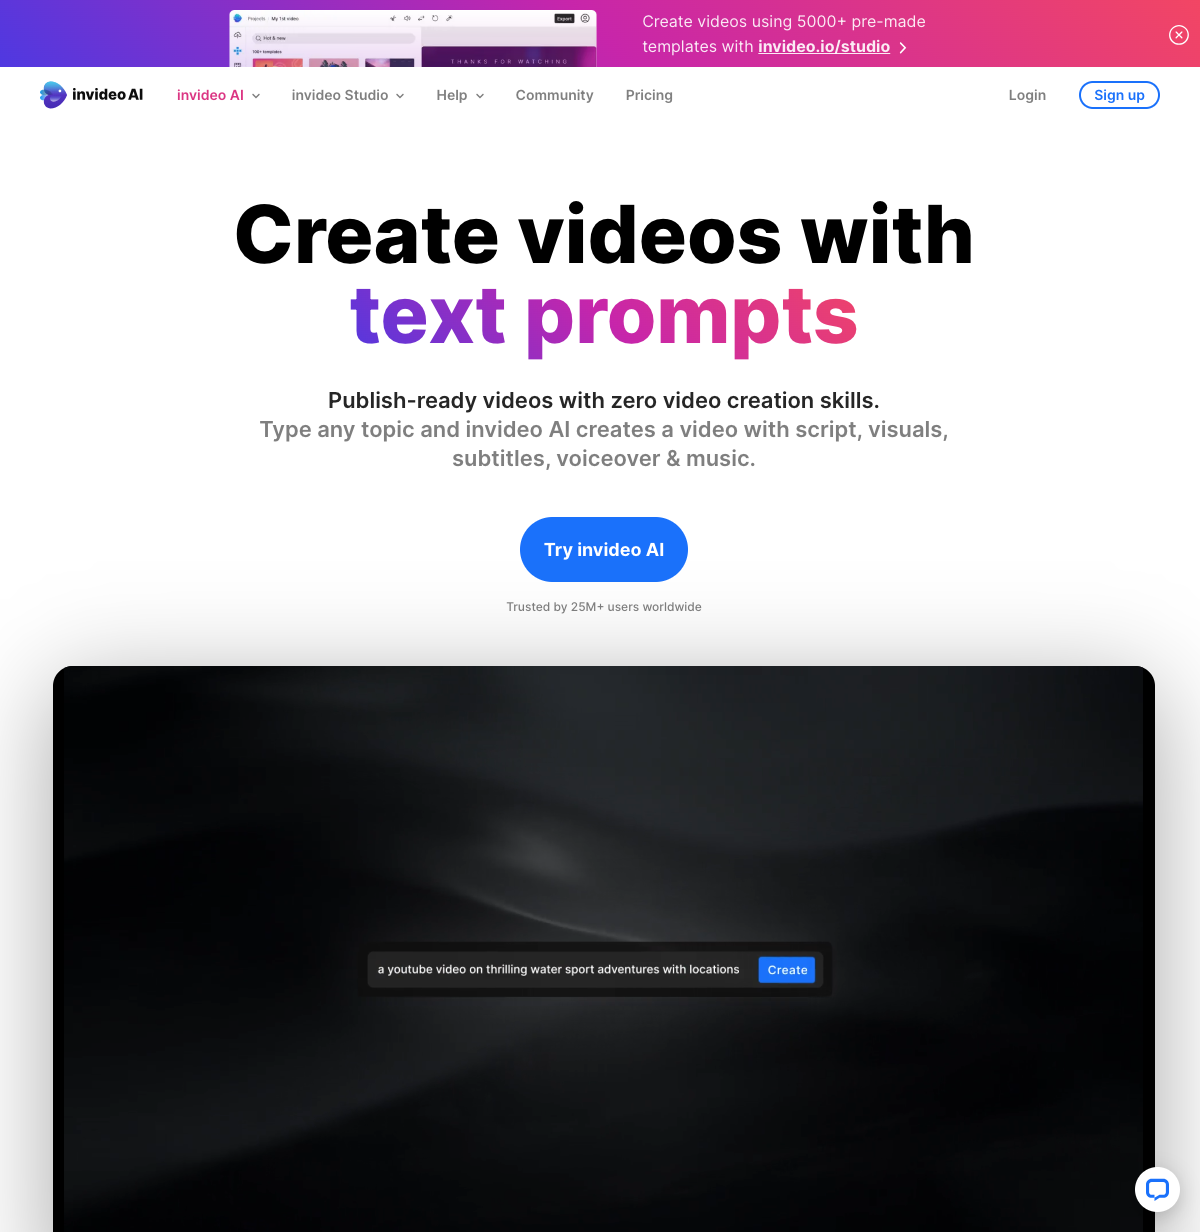 Projects
My 1st video
Export
Hot & new
100+ templates
THANKS FOR WATCHING
Create videos using 5000+ pre-made
templates with invideo.io/studio
invideo AI
invideo AI
invideo Studio
Help
Community
Pricing
Login
Sign up
Create videos with
text prompts
Publish-ready videos with zero video creation skills.
Type any topic and invideo AI creates a video with script, visuals,
subtitles, voiceover & music.
Try invideo AI
Trusted by 25M+ users worldwide
a youtube video on thrilling water sport adventures with locations
Create